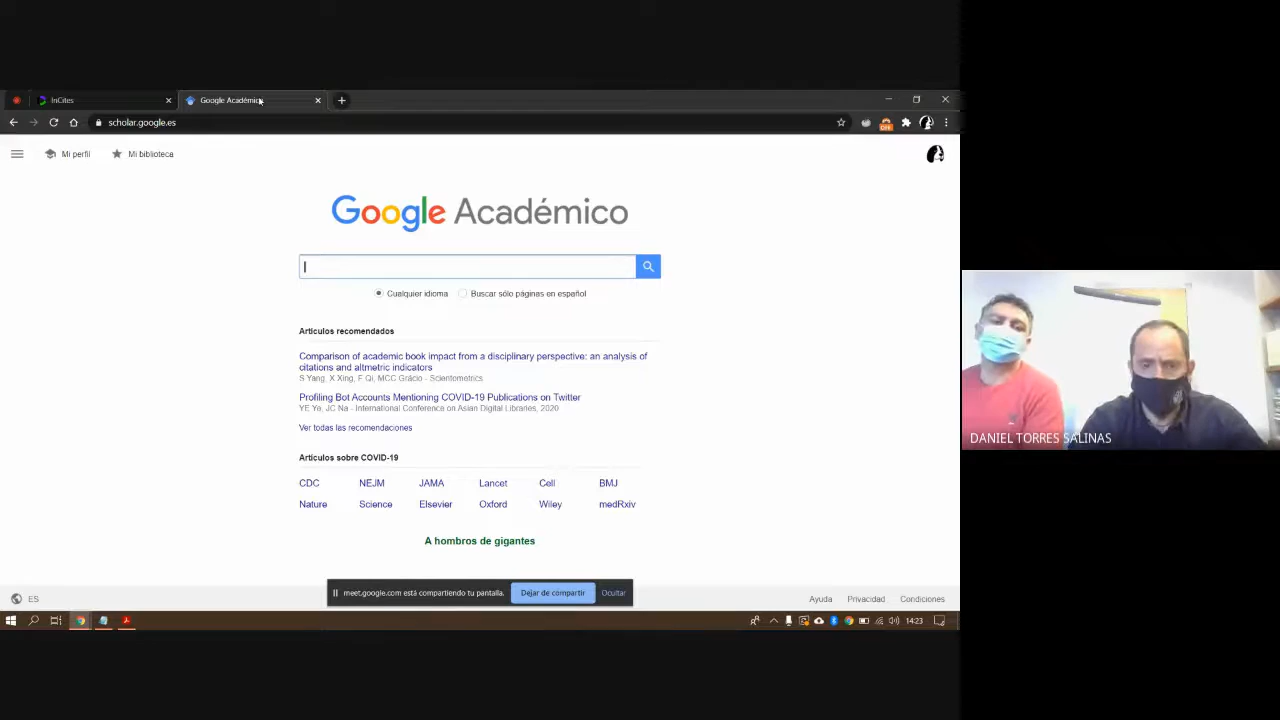 InCites
Google Académico
scholar.google.es
OFF
Mi perfil
Mi biblioteca
Google Académico
Cualquier idioma
Buscar sólo páginas en español
Artículos recomendados
Comparison of academic book impact from a disciplinary perspective: an analysis of
citations and altmetric indicators
S Yang, X Xing, F Qi, MCC Grácio - Scientometrics
Profiling Bot Accounts Mentioning COVID-19 Publications on Twitter
YE Ye, JC Na - International Conference on Asian Digital Libraries, 2020
Ver todas las recomendaciones
Artículos sobre COVID-19
CDC NEJM JAMA Lancet Cell BMJ
Nature Science Elsevier Oxford Wiley medRxiv
A hombros de gigantes
meet.google.com está compartiendo tu pantalla.
Dejar de compartir
Ocultar
ES
Ayuda Privacidad Condiciones
14:23
DANIEL TORRES SALINAS